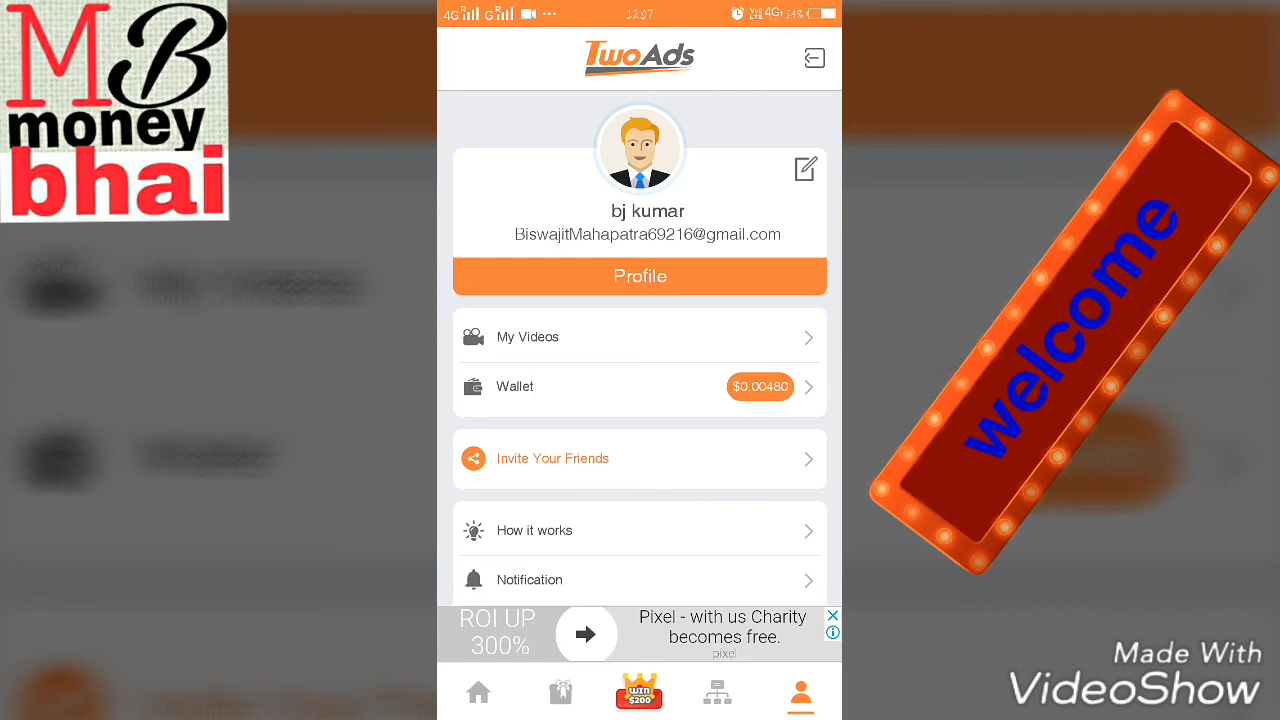 MB
money
bhai
4G R G R ... 12:07 VoLTE 4G+ 54%
TwoAds
bj kumar
BiswajitMahapatra69216@gmail.com
Profile
My Videos
Wallet $0.00480
Invite Your Friends
How it works
Notification
ROI UP
300%
Pixel - with us Charity
becomes free.
pixel
WIN
$200
welcome
Made With
VideoShow